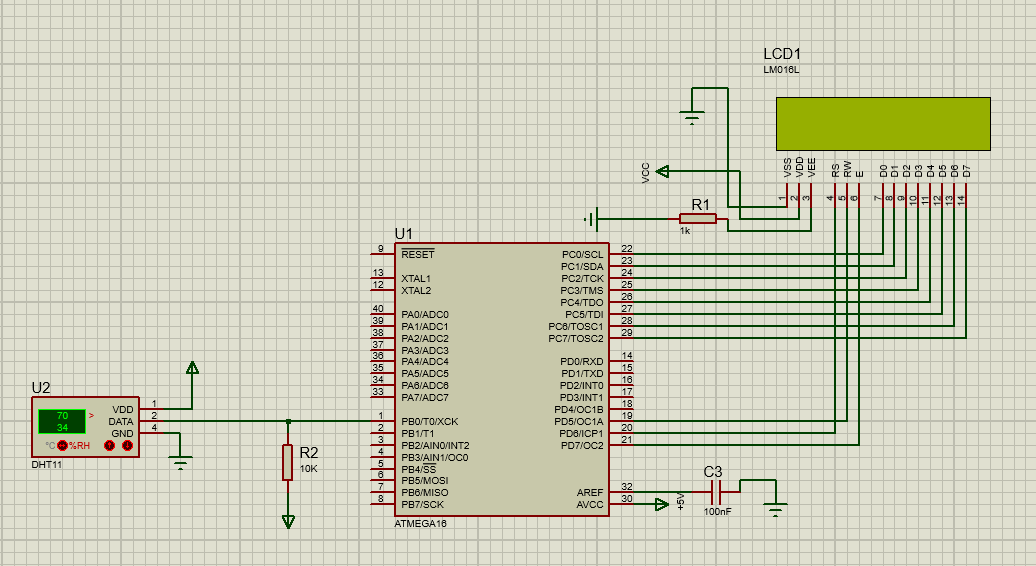 LCD1
LM016L
VSS
VDD
VEE
RS
RW
E
D0
D1
D2
D3
D4
D5
D6
D7
1
2
3
4
5
6
7
8
9
10
11
12
13
14
VCC
R1
1k
U1
9 RESET
13 XTAL1
12 XTAL2
40 PA0/ADC0
39 PA1/ADC1
38 PA2/ADC2
37 PA3/ADC3
36 PA4/ADC4
35 PA5/ADC5
34 PA6/ADC6
33 PA7/ADC7
1 PB0/T0/XCK
2 PB1/T1
3 PB2/AIN0/INT2
4 PB3/AIN1/OC0
5 PB4/SS
6 PB5/MOSI
7 PB6/MISO
8 PB7/SCK
PC0/SCL 22
PC1/SDA 23
PC2/TCK 24
PC3/TMS 25
PC4/TDO 26
PC5/TDI 27
PC6/TOSC1 28
PC7/TOSC2 29
PD0/RXD 14
PD1/TXD 15
PD2/INT0 16
PD3/INT1 17
PD4/OC1B 18
PD5/OC1A 19
PD6/ICP1 20
PD7/OC2 21
AREF 32
AVCC 30
ATMEGA16
U2
70 >
34
°C %RH
VDD 1
DATA 2
GND 4
DHT11
R2
10K
C3
100nF
+5V